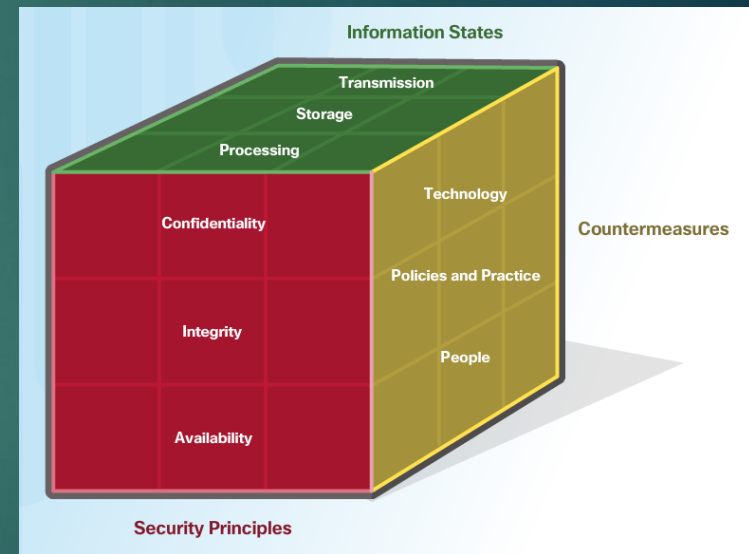 Information States
Transmission
Storage
Processing
Confidentiality
Technology
Countermeasures
Policies and Practice
Integrity
People
Availability
Security Principles